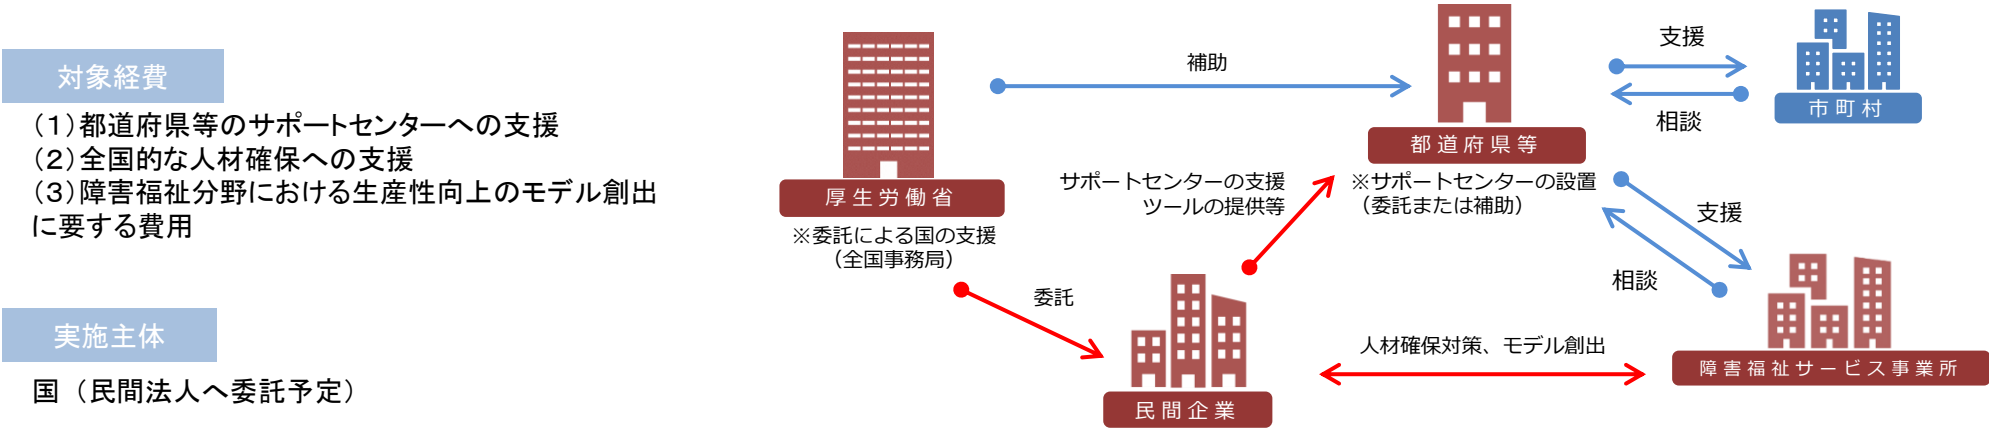 対象経費
（１）都道府県等のサポートセンターへの支援
（２）全国的な人材確保への支援
（３）障害福祉分野における生産性向上のモデル創出
に要する費用
実施主体
国（民間法人へ委託予定）
厚生労働省
※委託による国の支援
（全国事務局）
補助
都道府県等
※サポートセンターの設置
（委託または補助）
支援
相談
市町村
サポートセンターの支援
ツールの提供等
支援
相談
委託
民間企業
人材確保対策、モデル創出
障害福祉サービス事業所